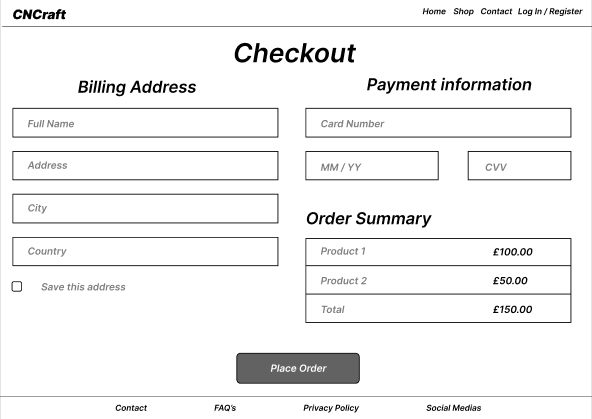 CNCraft
Home Shop Contact Log In / Register
Checkout
Billing Address
Full Name
Address
City
Country
Save this address
Payment information
Card Number
MM / YY CVV
Order Summary
Product 1 £100.00
Product 2 £50.00
Total £150.00
Place Order
Contact FAQ's Privacy Policy Social Medias